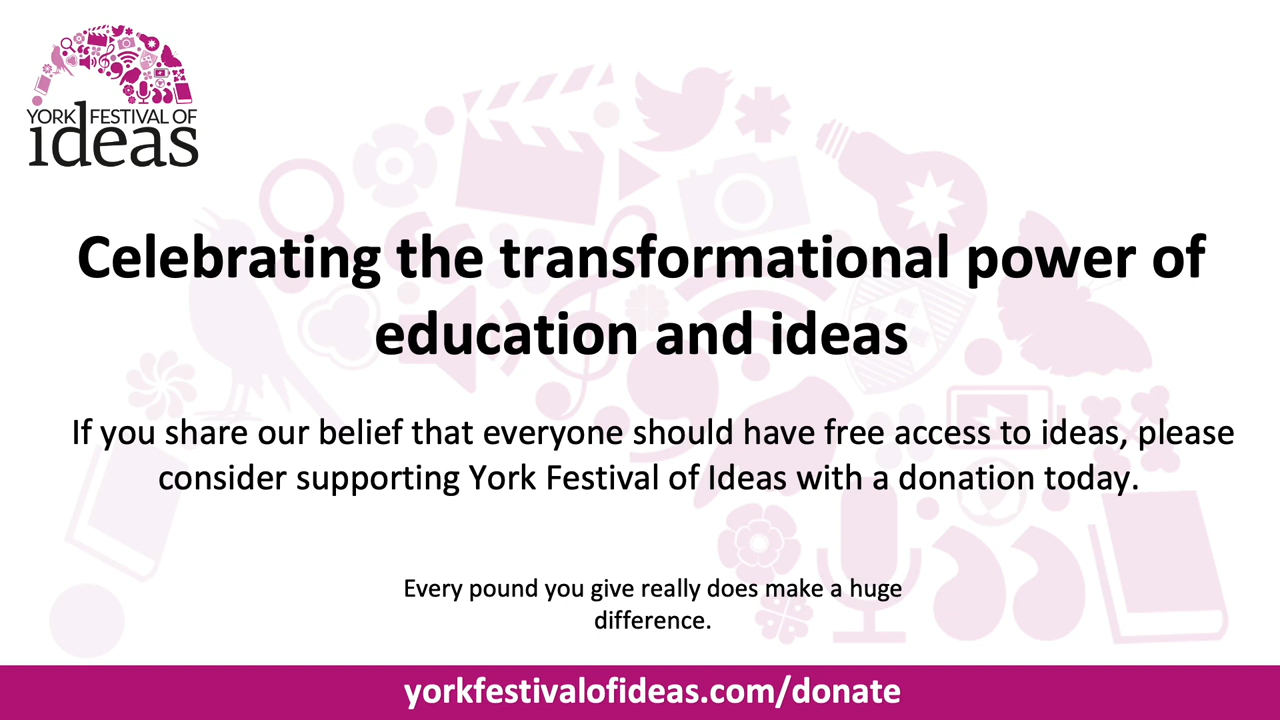 YORK FESTIVAL OF
ideas
Celebrating the transformational power of
education and ideas
If you share our belief that everyone should have free access to ideas, please
consider supporting York Festival of Ideas with a donation today.
Every pound you give really does make a huge
difference.
yorkfestivalofideas.com/donate